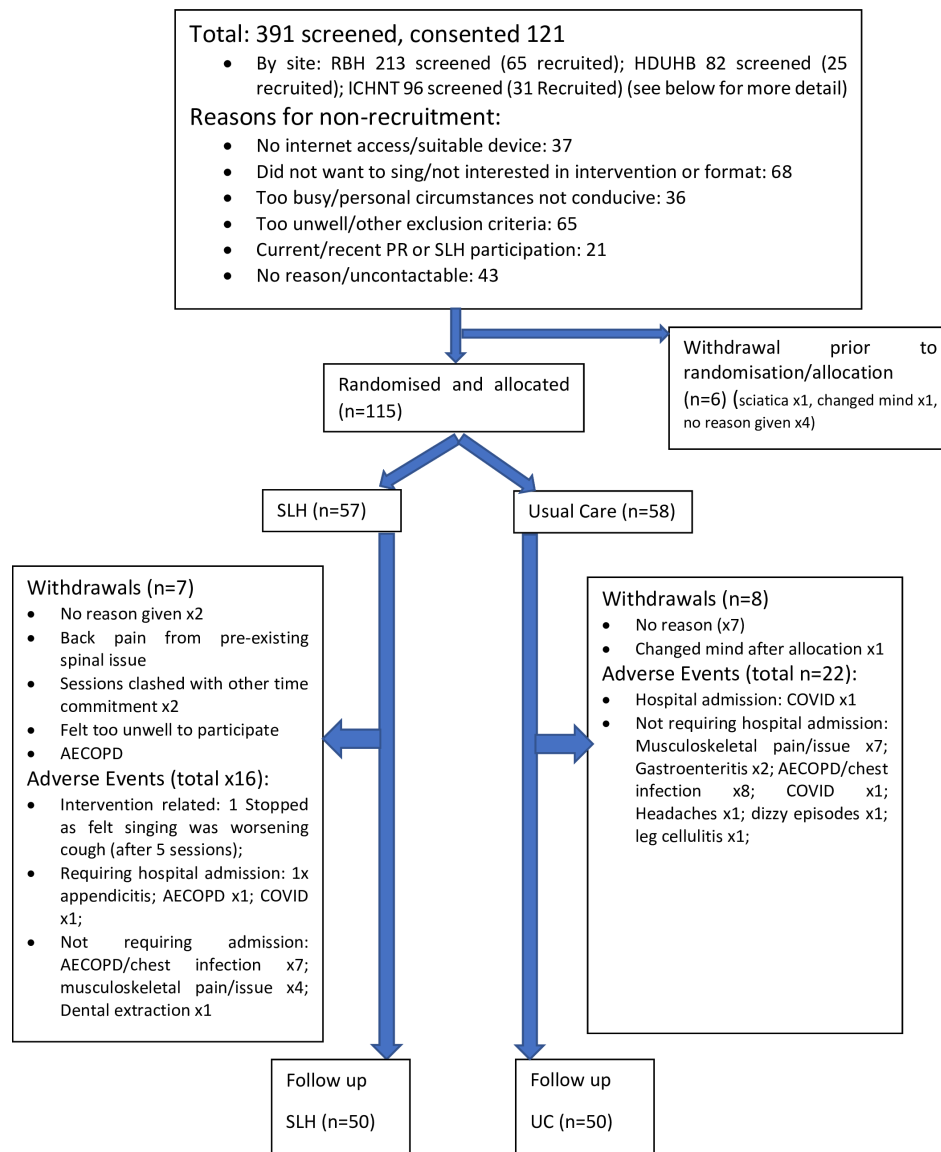 Total: 391 screened, consented 121
• By site: RBH 213 screened (65 recruited); HDUHB 82 screened (25
recruited); ICHNT 96 screened (31 Recruited) (see below for more detail)
Reasons for non-recruitment:
• No internet access/suitable device: 37
• Did not want to sing/not interested in intervention or format: 68
• Too busy/personal circumstances not conducive: 36
• Too unwell/other exclusion criteria: 65
• Current/recent PR or SLH participation: 21
• No reason/uncontactable: 43
Withdrawal prior to
randomisation/allocation
(n=6) (sciatica x1, changed mind x1,
no reason given x4)
Randomised and allocated
(n=115)
SLH (n=57)
Usual Care (n=58)
Withdrawals (n=7)
• No reason given x2
• Back pain from pre-existing
spinal issue
• Sessions clashed with other time
commitment x2
• Felt too unwell to participate
• AECOPD
Adverse Events (total x16):
• Intervention related: 1 Stopped
as felt singing was worsening
cough (after 5 sessions);
• Requiring hospital admission: 1x
appendicitis; AECOPD x1; COVID
x1;
• Not requiring admission:
AECOPD/chest infection x7;
musculoskeletal pain/issue x4;
Dental extraction x1
Withdrawals (n=8)
• No reason (x7)
• Changed mind after allocation x1
Adverse Events (total n=22):
• Hospital admission: COVID x1
• Not requiring hospital admission:
Musculoskeletal pain/issue x7;
Gastroenteritis x2; AECOPD/chest
infection x8; COVID x1;
Headaches x1; dizzy episodes x1;
leg cellulitis x1;
Follow up
SLH (n=50)
Follow up
UC (n=50)